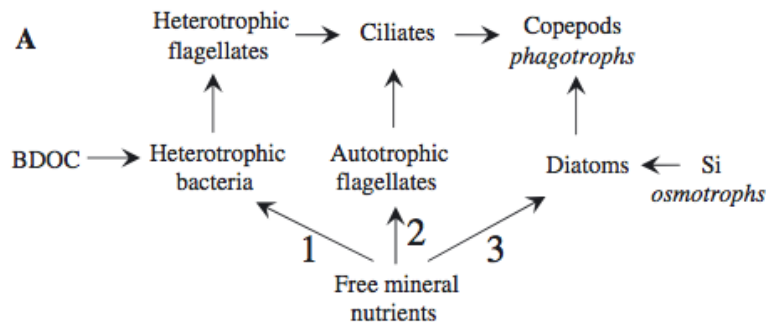 A
Heterotrophic
flagellates
Ciliates
Copepods
phagotrophs
BDOC
Heterotrophic
bacteria
Autotrophic
flagellates
Diatoms
Si
osmotrophs
1
2
3
Free mineral
nutrients